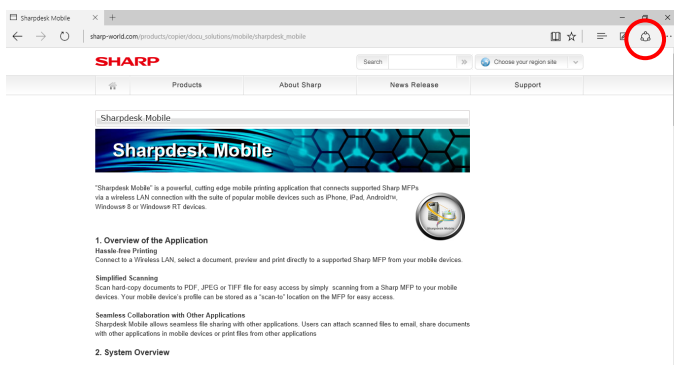 Sharpdesk Mobile
sharp-world.com/products/copier/docu_solutions/mobile/sharpdesk_mobile
SHARP
Search
Choose your region site
Products
About Sharp
News Release
Support
Sharpdesk Mobile
Sharpdesk Mobile
"Sharpdesk Mobile" is a powerful, cutting edge mobile printing application that connects supported Sharp MFPs
via a wireless LAN connection with the suite of popular mobile devices such as iPhone, iPad, Android™,
Windows® 8 or Windows® RT devices.
Sharpdesk Mobile
1. Overview of the Application
Hassle-free Printing
Connect to a Wireless LAN, select a document, preview and print directly to a supported Sharp MFP from your mobile devices.
Simplified Scanning
Scan hard-copy documents to PDF, JPEG or TIFF file for easy access by simply scanning from a Sharp MFP to your mobile
devices. Your mobile device's profile can be stored as a "scan-to" location on the MFP for easy access.
Seamless Collaboration with Other Applications
Sharpdesk Mobile allows seamless file sharing with other applications. Users can attach scanned files to email, share documents
with other applications in mobile devices or print files from other applications
2. System Overview